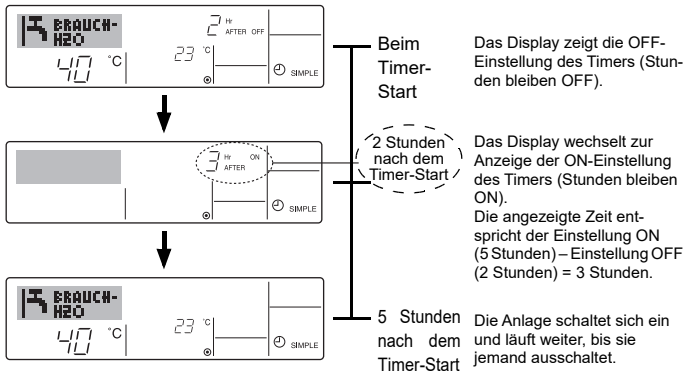 BRAUCH-
H2O
40 °C
2 Hr
AFTER OFF
23 °C
SIMPLE
Beim
Timer-
Start
Das Display zeigt die OFF-
Einstellung des Timers (Stun-
den bleiben OFF).
3 Hr ON
AFTER
SIMPLE
2 Stunden
nach dem
Timer-Start
Das Display wechselt zur
Anzeige der ON-Einstellung
des Timers (Stunden bleiben
ON).
Die angezeigte Zeit ent-
spricht der Einstellung ON
(5 Stunden) – Einstellung OFF
(2 Stunden) = 3 Stunden.
BRAUCH-
H2O
40 °C
23 °C
SIMPLE
5 Stunden
nach dem
Timer-Start
Die Anlage schaltet sich ein
und läuft weiter, bis sie
jemand ausschaltet.